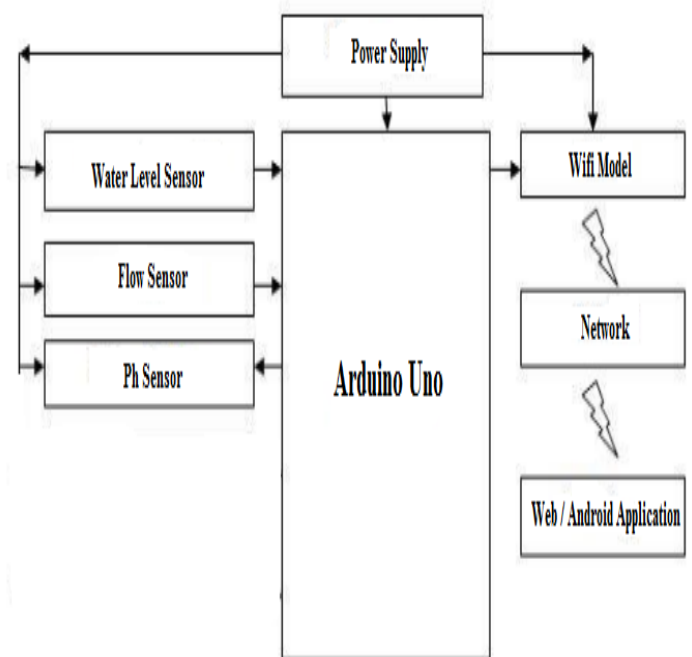 Power Supply
Water Level Sensor
Wifi Model
Flow Sensor
Network
Ph Sensor
Arduino Uno
Web / Android Application